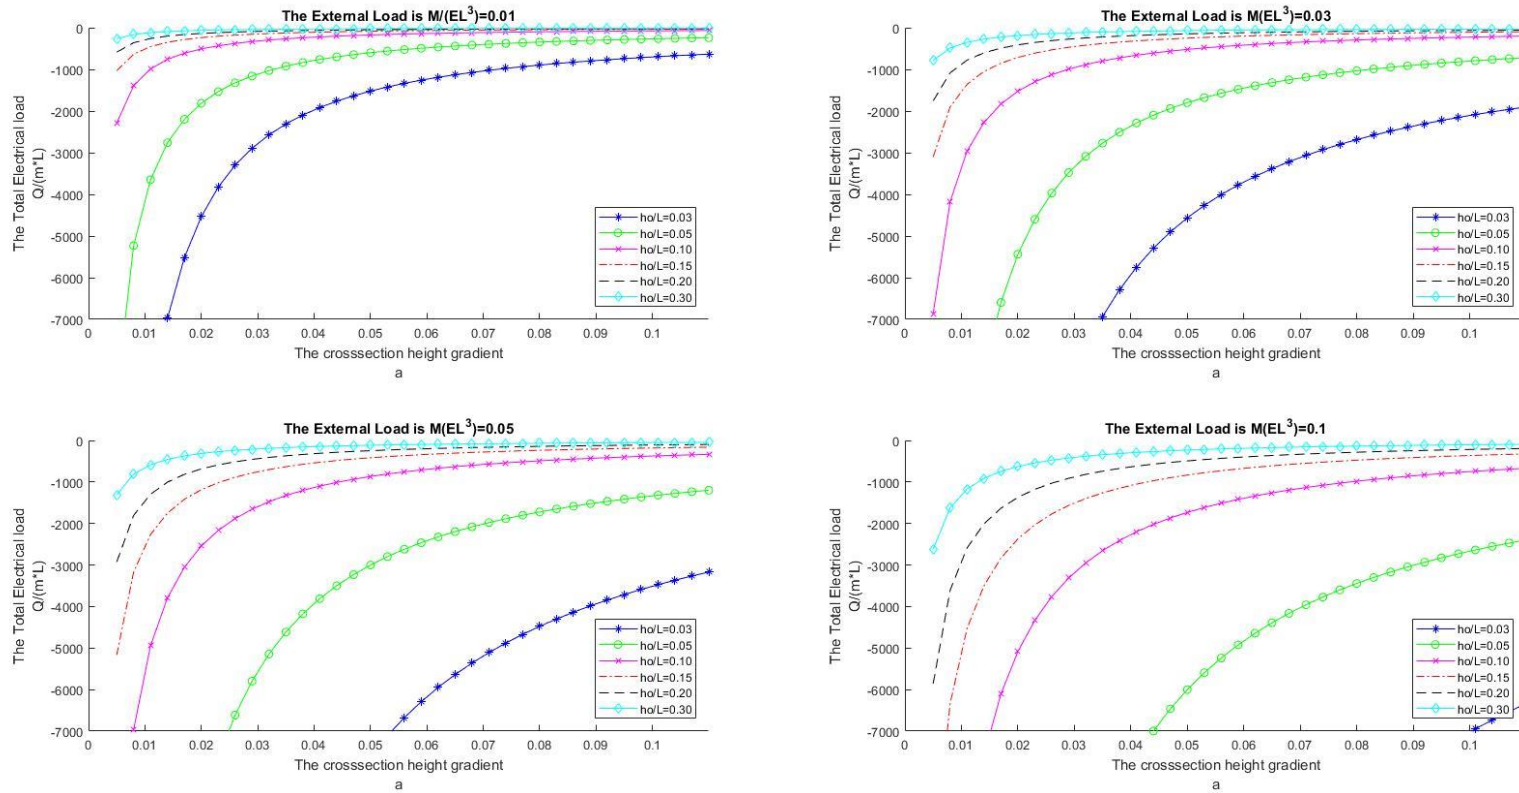 The External Load is M/(EL^3)=0.01
0
-1000
-2000
-3000
-4000
-5000
-6000
-7000
The Total Electrical load
Q/(m*L)
ho/L=0.03
ho/L=0.05
ho/L=0.10
ho/L=0.15
ho/L=0.20
ho/L=0.30
0 0.01 0.02 0.03 0.04 0.05 0.06 0.07 0.08 0.09 0.1
The crosssection height gradient
a
The External Load is M(EL^3)=0.03
0
-1000
-2000
-3000
-4000
-5000
-6000
-7000
The Total Electrical load
Q/(m*L)
ho/L=0.03
ho/L=0.05
ho/L=0.10
ho/L=0.15
ho/L=0.20
ho/L=0.30
0 0.01 0.02 0.03 0.04 0.05 0.06 0.07 0.08 0.09 0.1
The crosssection height gradient
a
The External Load is M(EL^3)=0.05
0
-1000
-2000
-3000
-4000
-5000
-6000
-7000
The Total Electrical load
Q/(m*L)
ho/L=0.03
ho/L=0.05
ho/L=0.10
ho/L=0.15
ho/L=0.20
ho/L=0.30
0 0.01 0.02 0.03 0.04 0.05 0.06 0.07 0.08 0.09 0.1
The crosssection height gradient
a
The External Load is M(EL^3)=0.1
0
-1000
-2000
-3000
-4000
-5000
-6000
-7000
The Total Electrical load
Q/(m*L)
ho/L=0.03
ho/L=0.05
ho/L=0.10
ho/L=0.15
ho/L=0.20
ho/L=0.30
0 0.01 0.02 0.03 0.04 0.05 0.06 0.07 0.08 0.09 0.1
The crosssection height gradient
a